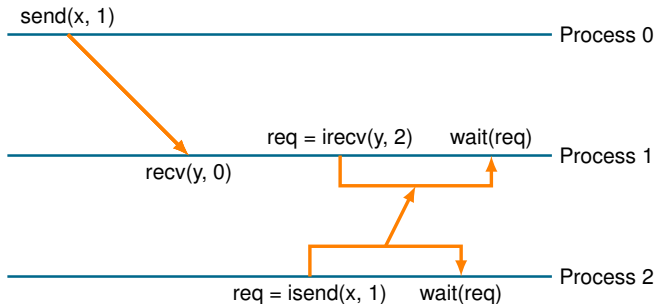 send(x, 1)
Process 0
req = irecv(y, 2) wait(req)
Process 1
recv(y, 0)
Process 2
req = isend(x, 1) wait(req)